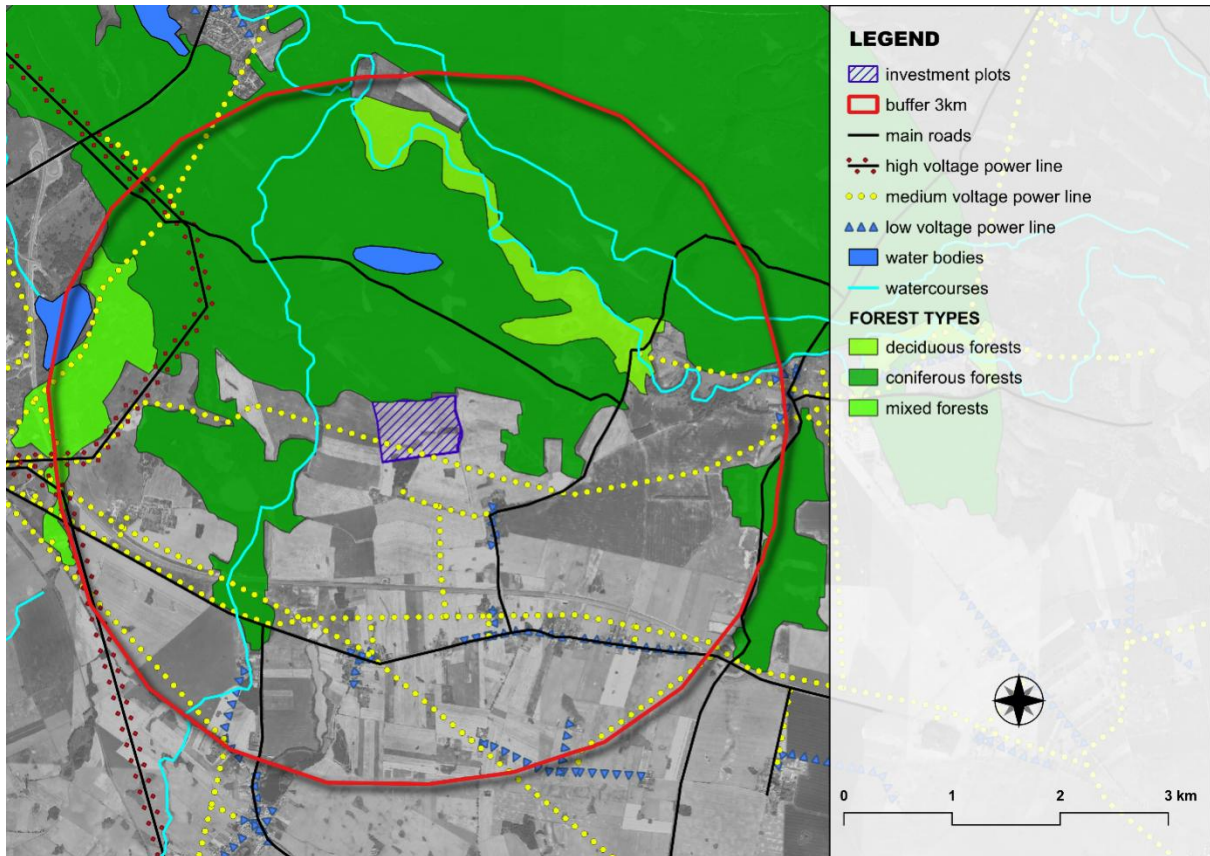 LEGEND
investment plots
buffer 3km
main roads
high voltage power line
medium voltage power line
low voltage power line
water bodies
watercourses
FOREST TYPES
deciduous forests
coniferous forests
mixed forests
0 1 2 3 km